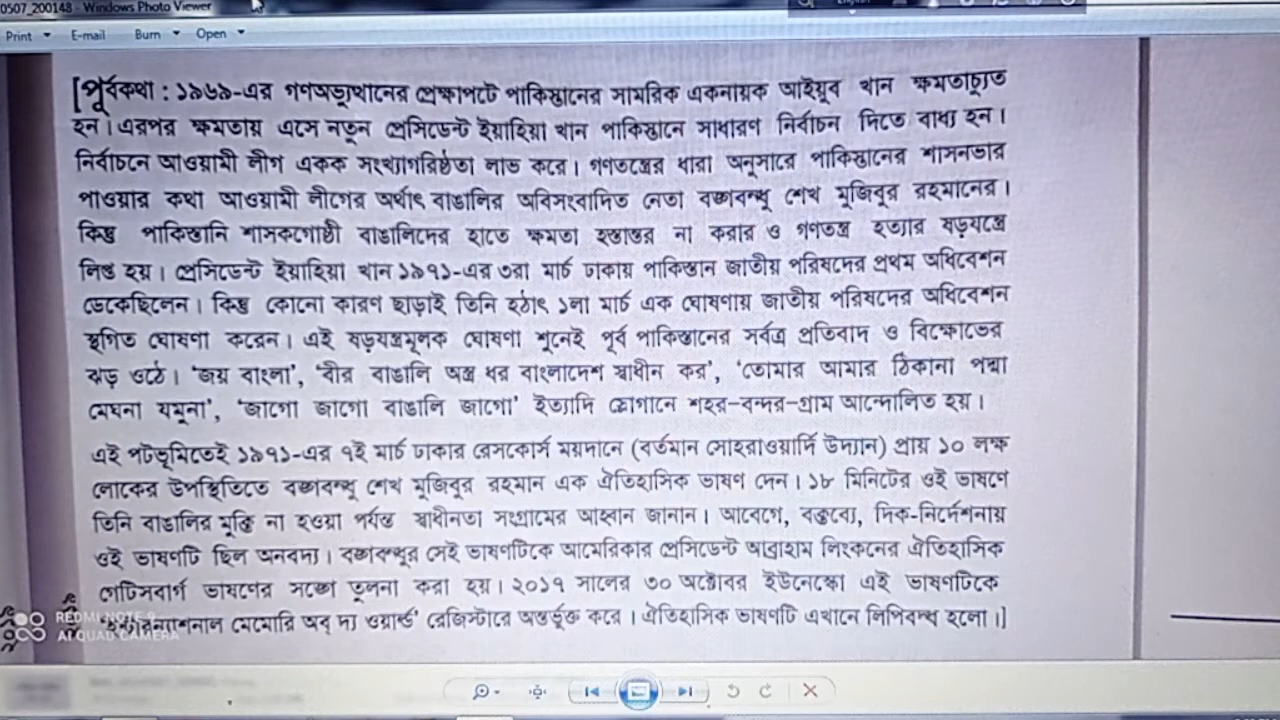 0507_200148 - Windows Photo Viewer
Print E-mail Burn Open
[পূর্বকথা : ১৯৬৯-এর গণঅভ্যুত্থানের প্রেক্ষাপটে পাকিস্তানের সামরিক একনায়ক আইয়ুব খান ক্ষমতাচ্যুত
হন। এরপর ক্ষমতায় এসে নতুন প্রেসিডেন্ট ইয়াহিয়া খান পাকিস্তানে সাধারণ নির্বাচন দিতে বাধ্য হন।
নির্বাচনে আওয়ামী লীগ একক সংখ্যাগরিষ্ঠতা লাভ করে। গণতন্ত্রের ধারা অনুসারে পাকিস্তানের শাসনভার
পাওয়ার কথা আওয়ামী লীগের অর্থাৎ বাঙালির অবিসংবাদিত নেতা বঙ্গবন্ধু শেখ মুজিবুর রহমানের।
কিন্তু পাকিস্তানি শাসকগোষ্ঠী বাঙালিদের হাতে ক্ষমতা হস্তান্তর না করার ও গণতন্ত্র হত্যার ষড়যন্ত্রে
লিপ্ত হয়। প্রেসিডেন্ট ইয়াহিয়া খান ১৯৭১-এর ৩রা মার্চ ঢাকায় পাকিস্তান জাতীয় পরিষদের প্রথম অধিবেশন
ডেকেছিলেন। কিন্তু কোনো কারণ ছাড়াই তিনি হঠাৎ ১লা মার্চ এক ঘোষণায় জাতীয় পরিষদের অধিবেশন
স্থগিত ঘোষণা করেন। এই ষড়যন্ত্রমূলক ঘোষণা শুনেই পূর্ব পাকিস্তানের সর্বত্র প্রতিবাদ ও বিক্ষোভের
ঝড় ওঠে। ‘জয় বাংলা’, ‘বীর বাঙালি অস্ত্র ধর বাংলাদেশ স্বাধীন কর’, ‘তোমার আমার ঠিকানা পদ্মা
মেঘনা যমুনা’, ‘জাগো জাগো বাঙালি জাগো’ ইত্যাদি স্লোগানে শহর-বন্দর-গ্রাম আন্দোলিত হয়।
এই পটভূমিতেই ১৯৭১-এর ৭ই মার্চ ঢাকার রেসকোর্স ময়দানে (বর্তমান সোহরাওয়ার্দি উদ্যান) প্রায় ১০ লক্ষ
লোকের উপস্থিতিতে বঙ্গবন্ধু শেখ মুজিবুর রহমান এক ঐতিহাসিক ভাষণ দেন। ১৮ মিনিটের ওই ভাষণে
তিনি বাঙালির মুক্তি না হওয়া পর্যন্ত স্বাধীনতা সংগ্রামের আহ্বান জানান। আবেগে, বক্তব্যে, দিক-নির্দেশনায়
ওই ভাষণটি ছিল অনবদ্য। বঙ্গবন্ধুর সেই ভাষণটিকে আমেরিকার প্রেসিডেন্ট আব্রাহাম লিংকনের ঐতিহাসিক
গেটিসবার্গ ভাষণের সঙ্গে তুলনা করা হয়। ২০১৭ সালের ৩০ অক্টোবর ইউনেস্কো এই ভাষণটিকে
মেমোরি অব্ দ্য ওয়ার্ল্ড’ রেজিস্টারে অন্তর্ভুক্ত করে। ঐতিহাসিক ভাষণটি এখানে লিপিবদ্ধ হলো।]
REDMI NOTE 9
AI QUAD CAMERA